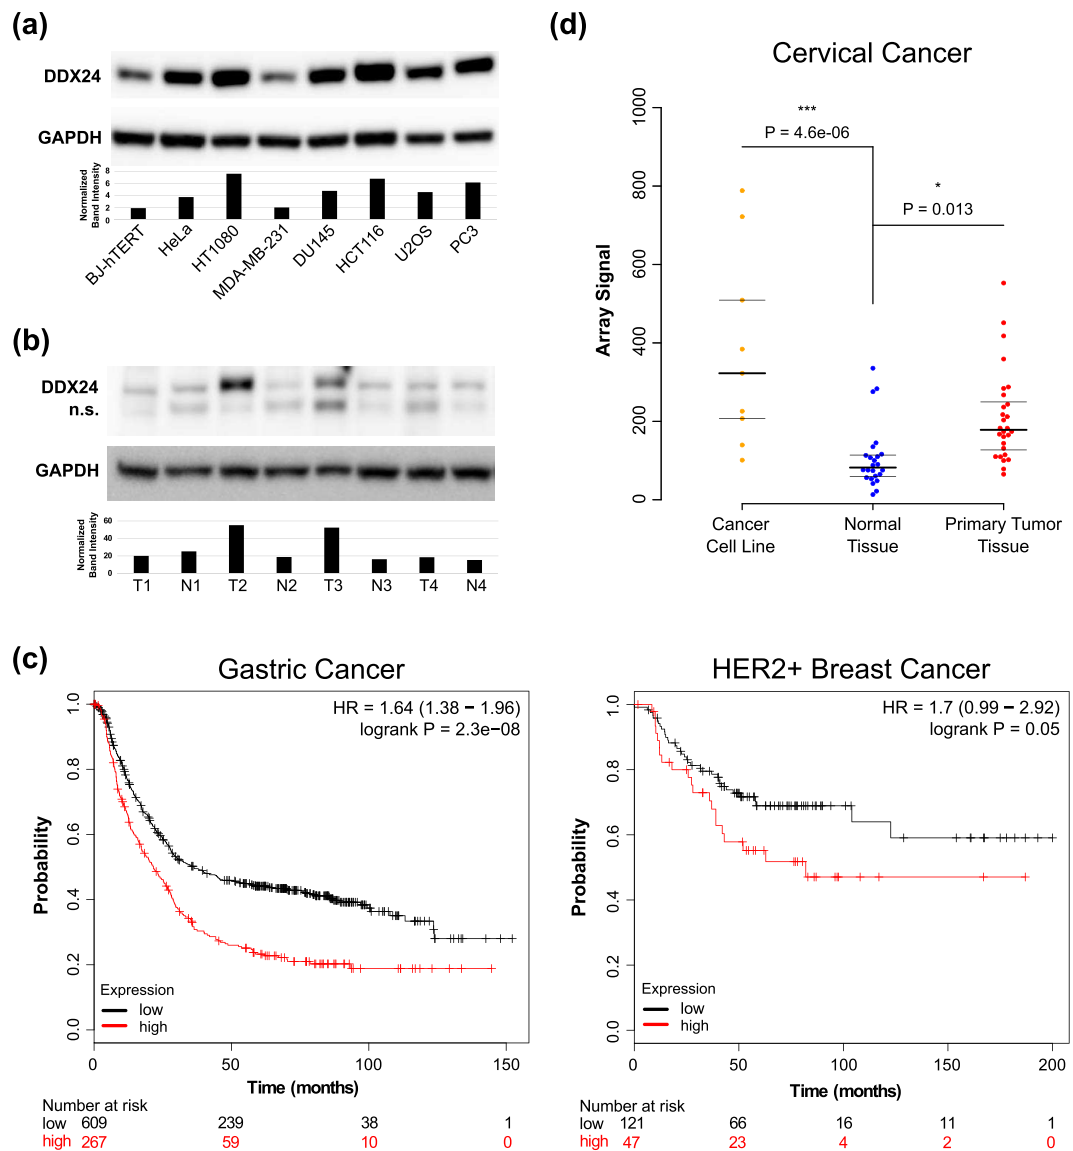 (a)
DDX24
GAPDH
Normalized
Band Intensity
8
6
4
2
0
BJ-hTERT
HeLa
HT1080
MDA-MB-231
DU145
HCT116
U2OS
PC3
(b)
DDX24
n.s.
GAPDH
Normalized
Band Intensity
60
40
20
0
T1 N1 T2 N2 T3 N3 T4 N4
(d)
Cervical Cancer
Array Signal
1000
800
600
400
200
0
***
P = 4.6e-06
*
P = 0.013
Cancer
Cell Line
Normal
Tissue
Primary Tumor
Tissue
(c)
Gastric Cancer
HR = 1.64 (1.38 − 1.96)
logrank P = 2.3e−08
Probability
1.0
0.8
0.6
0.4
0.2
0.0
Expression
low
high
0 50 100 150
Time (months)
Number at risk
low 609 239 38 1
high 267 59 10 0
HER2+ Breast Cancer
HR = 1.7 (0.99 − 2.92)
logrank P = 0.05
Probability
1.0
0.8
0.6
0.4
0.2
0.0
Expression
low
high
0 50 100 150 200
Time (months)
Number at risk
low 121 66 16 11 1
high 47 23 4 2 0